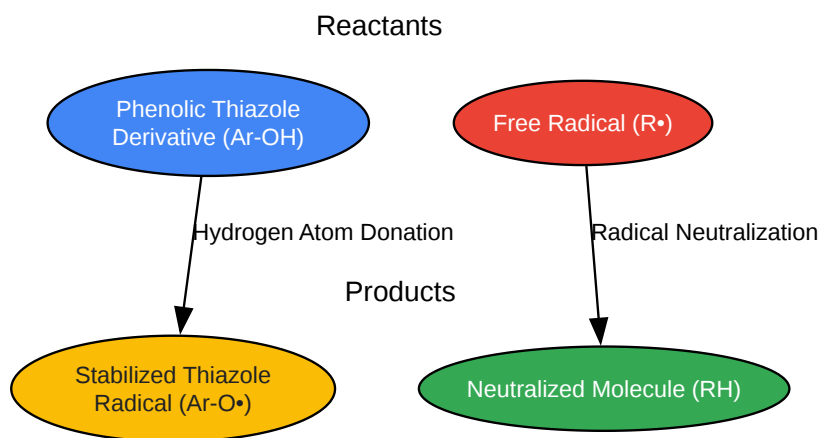 Reactants
Phenolic Thiazole
Derivative (Ar-OH)
Free Radical (R•)
Hydrogen Atom Donation
Radical Neutralization
Products
Stabilized Thiazole
Radical (Ar-O•)
Neutralized Molecule (RH)